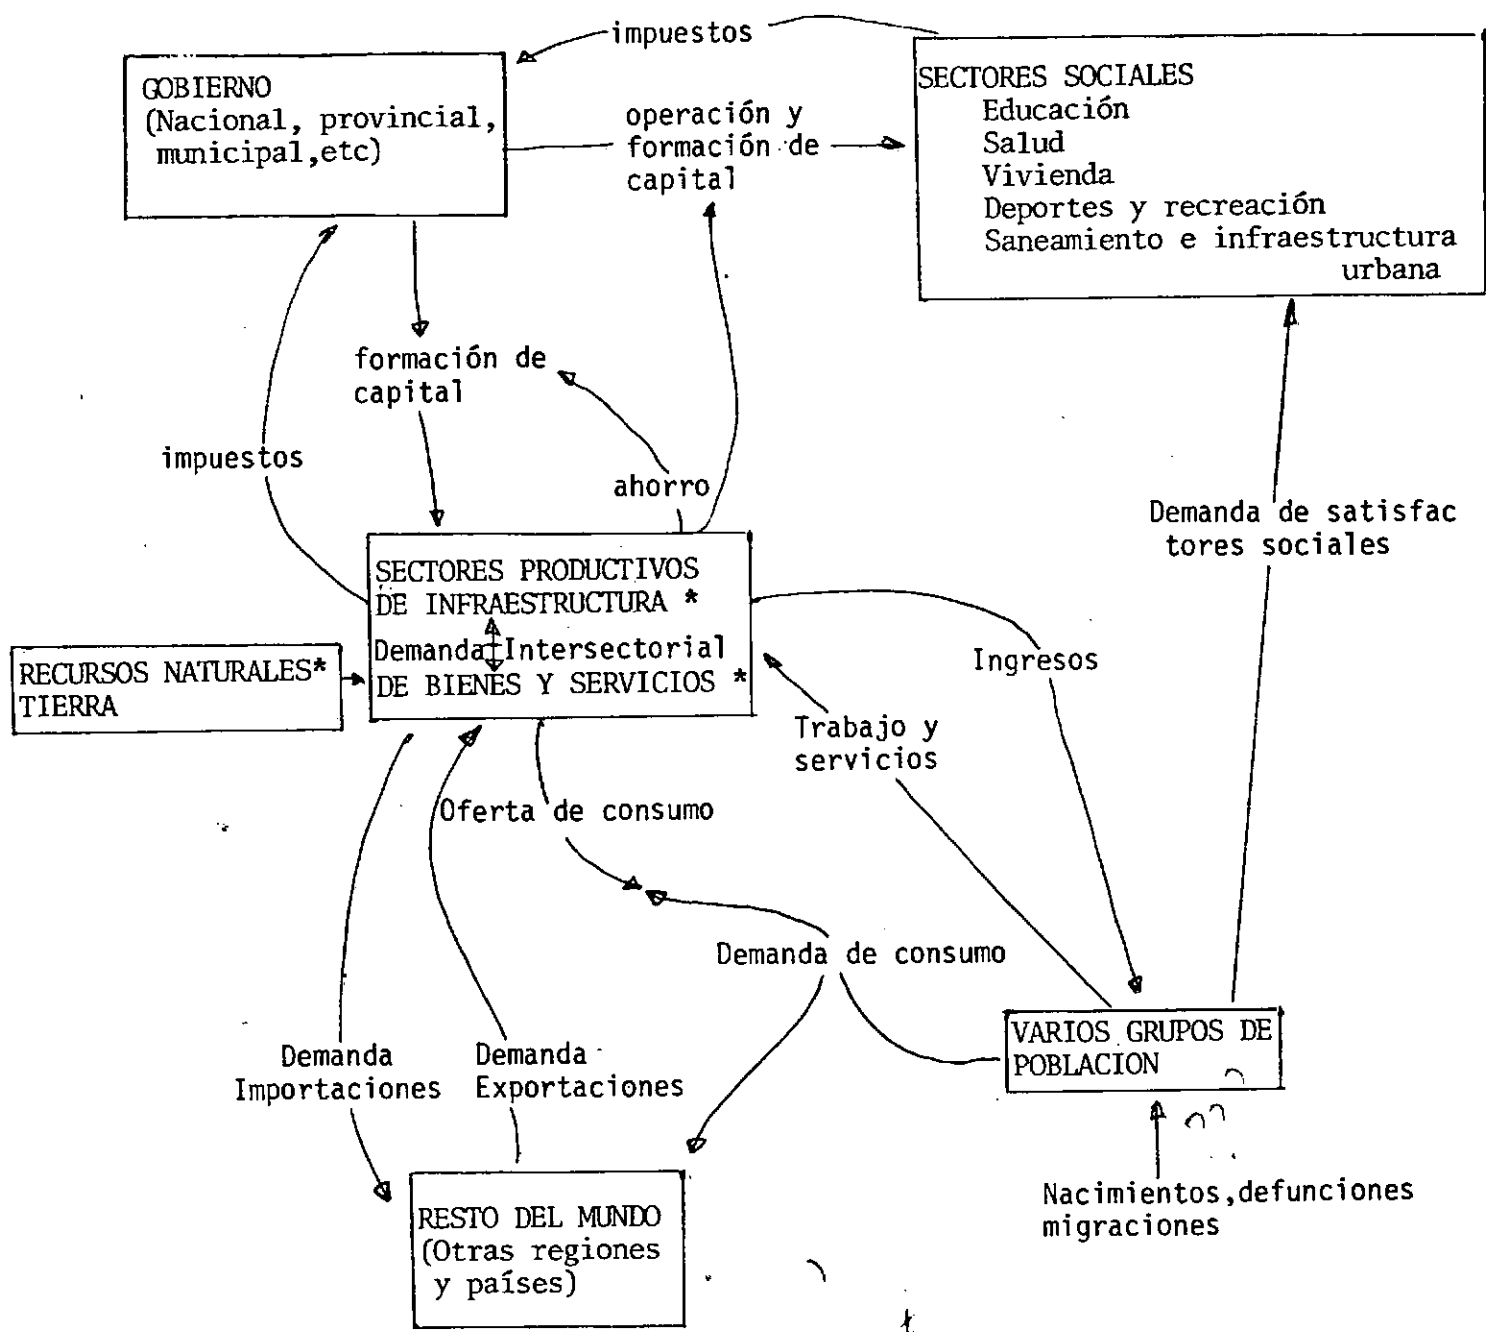 impuestos
GOBIERNO
(Nacional, provincial,
municipal,etc)
operación y
formación de
capital
SECTORES SOCIALES
Educación
Salud
Vivienda
Deportes y recreación
Saneamiento e infraestructura
urbana
formación de
capital
impuestos
ahorro
Demanda de satisfac
tores sociales
SECTORES PRODUCTIVOS
DE INFRAESTRUCTURA *
Demanda Intersectorial
DE BIENES Y SERVICIOS *
RECURSOS NATURALES*
TIERRA
Ingresos
Trabajo y
servicios
Oferta de consumo
Demanda de consumo
VARIOS GRUPOS DE
POBLACION
Demanda
Importaciones
Demanda
Exportaciones
RESTO DEL MUNDO
(Otras regiones
y países)
Nacimientos,defunciones
migraciones